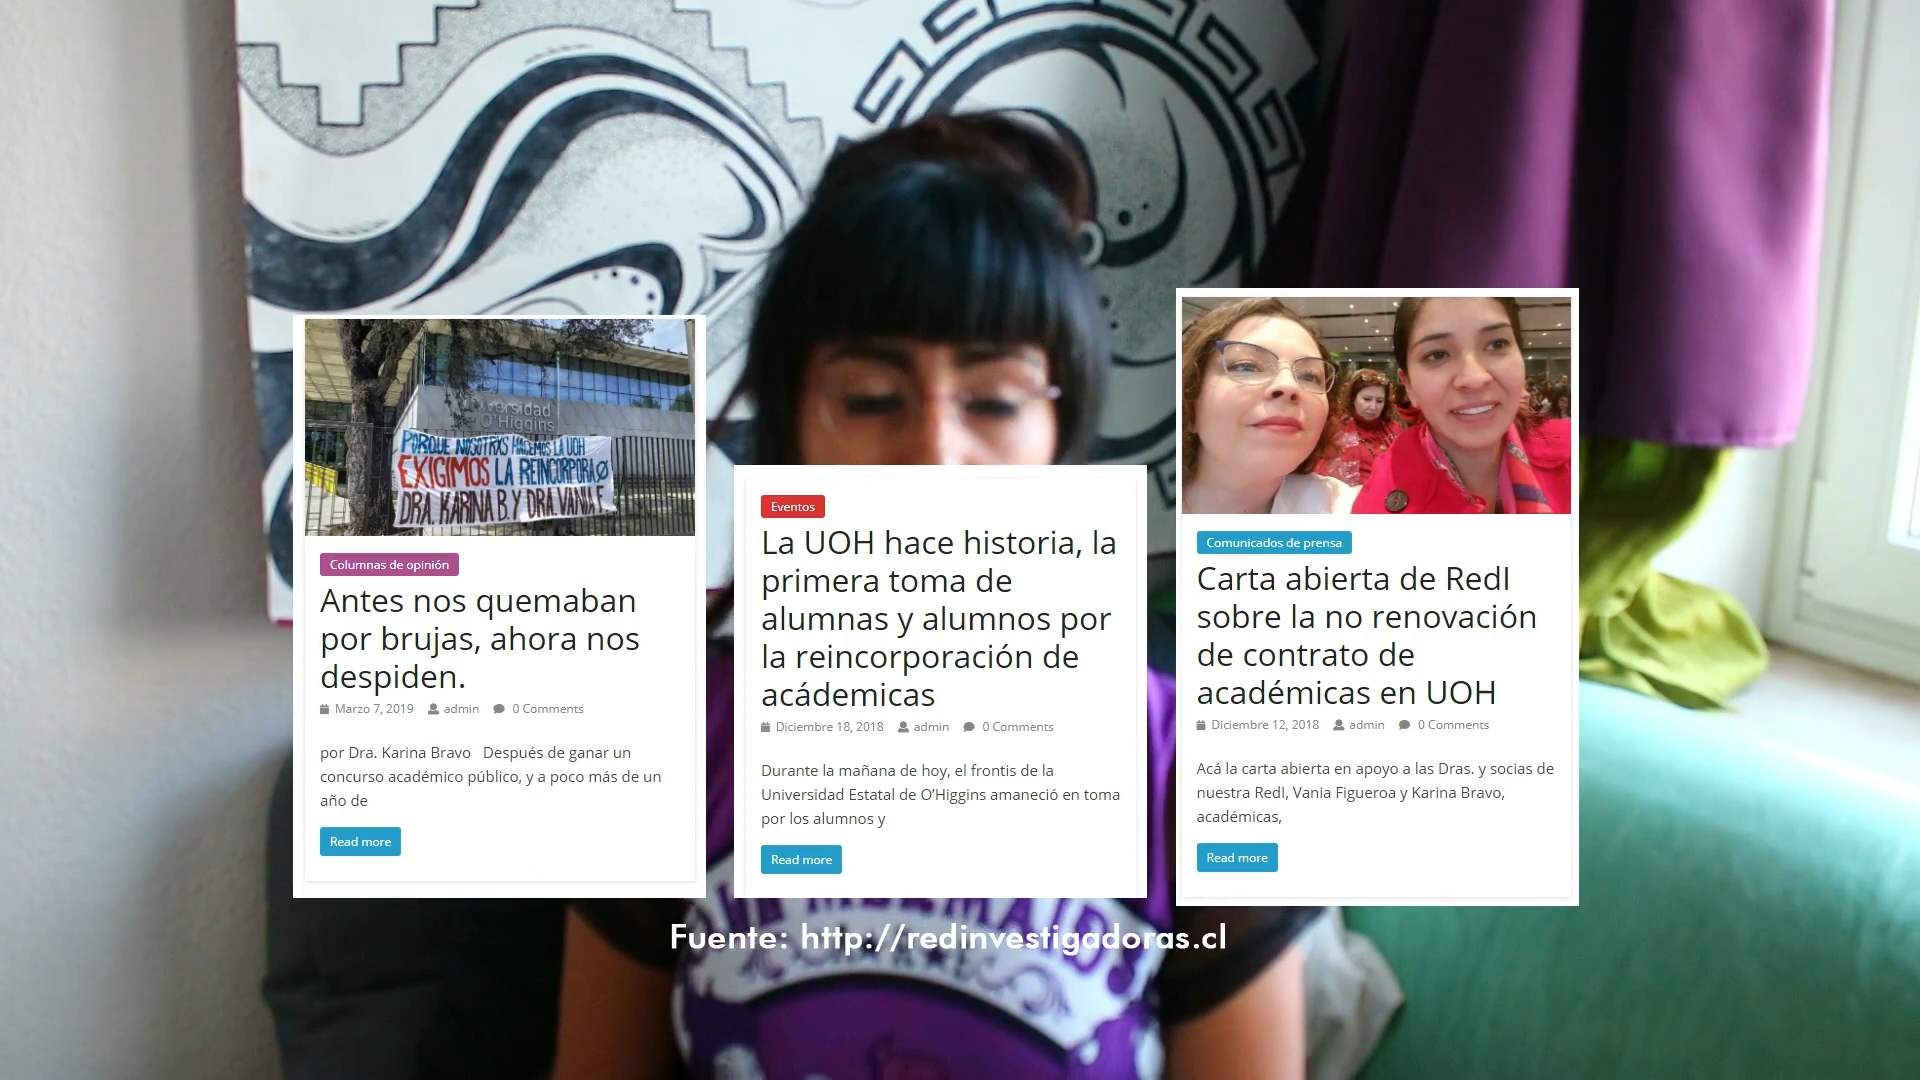 versidad
O'Higgins
PORQUE NOSOTRXS HACEMOS LA UOH
EXIGIMOS LA REINCORPORA
DRA. KARINA B. Y DRA. VANIA F.
Columnas de opinión
Antes nos quemaban
por brujas, ahora nos
despiden.
Marzo 7, 2019 admin 0 Comments
por Dra. Karina Bravo Después de ganar un
concurso académico público, y a poco más de un
año de
Read more
Eventos
La UOH hace historia, la
primera toma de
alumnas y alumnos por
la reincorporación de
acádemicas
Diciembre 18, 2018 admin 0 Comments
Durante la mañana de hoy, el frontis de la
Universidad Estatal de O'Higgins amaneció en toma
por los alumnos y
Read more
Comunicados de prensa
Carta abierta de RedI
sobre la no renovación
de contrato de
académicas en UOH
Diciembre 12, 2018 admin 0 Comments
Acá la carta abierta en apoyo a las Dras. y socias de
nuestra RedI, Vania Figueroa y Karina Bravo,
académicas,
Read more
Fuente: http://redinvestigadoras.cl